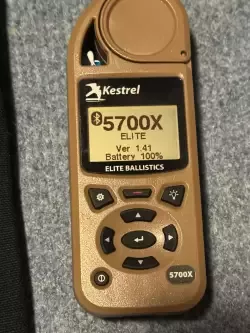 Kestrel
5700X
ELITE
Ver 1.41
Battery 100%
ELITE BALLISTICS
5700X